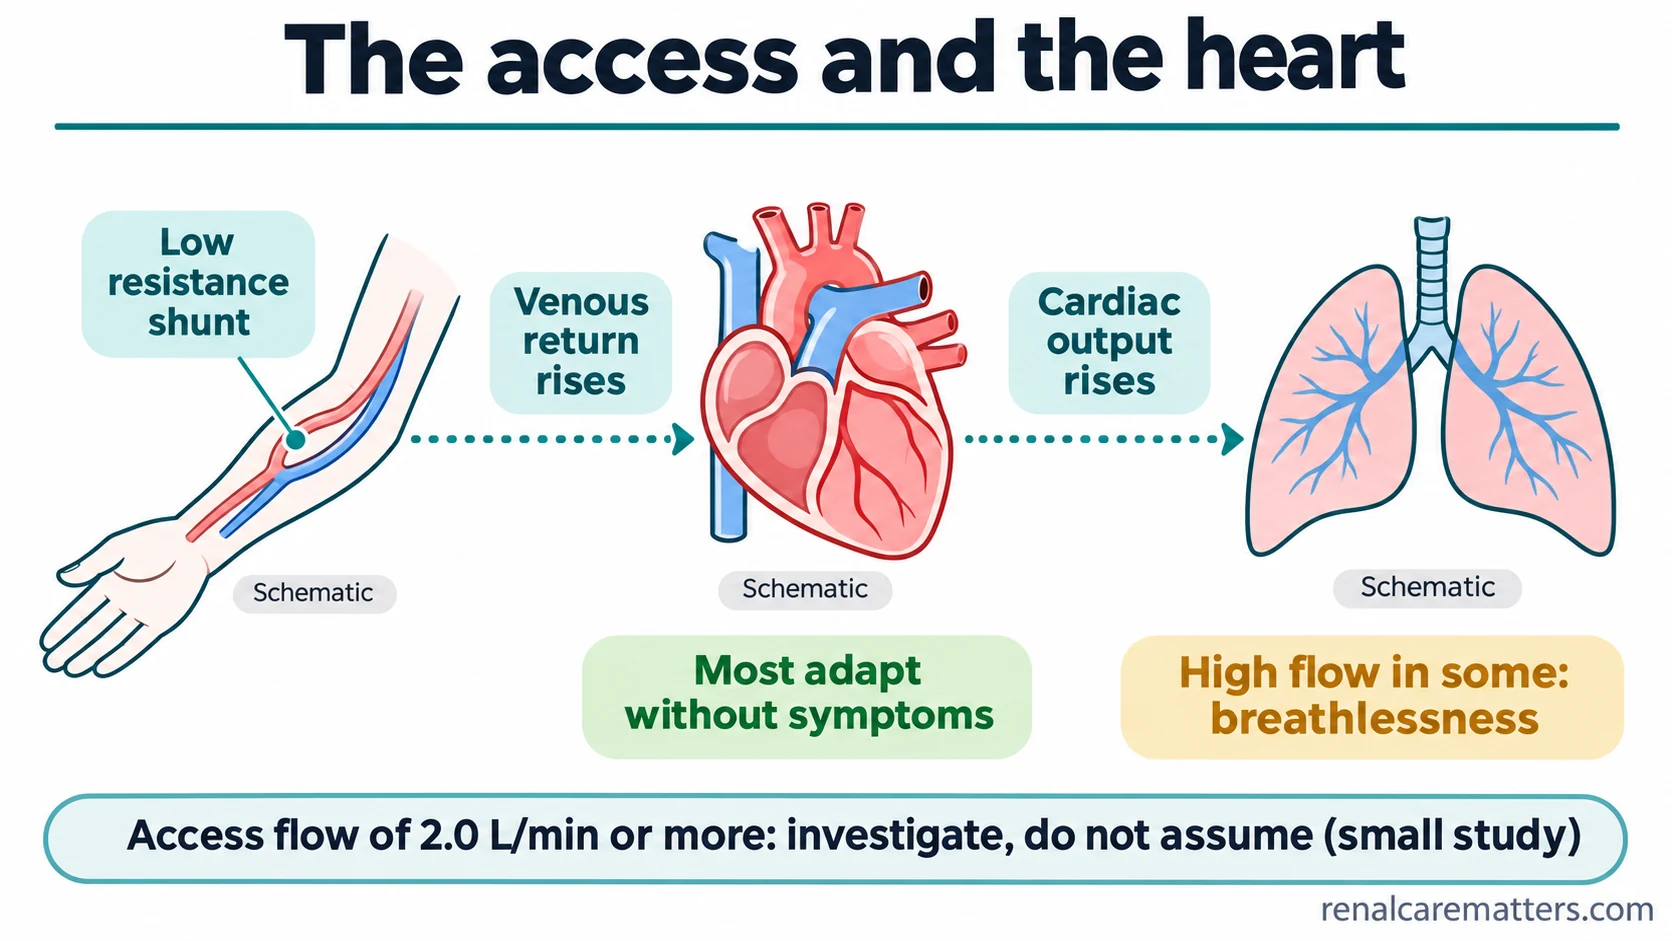 The access and the heart
Low
resistance
shunt
Venous
return
rises
Cardiac
output
rises
Schematic
Schematic
Schematic
Most adapt
without symptoms
High flow in some:
breathlessness
Access flow of 2.0 L/min or more: investigate, do not assume (small study)
renalcarematters.com